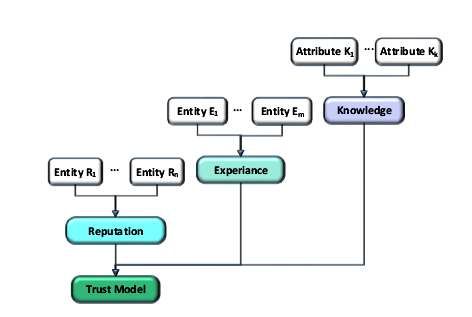 Attribute K1 ... Attribute Kk
Knowledge
Entity E1 ... Entity Em
Experiance
Entity R1 ... Entity Rn
Reputation
Trust Model